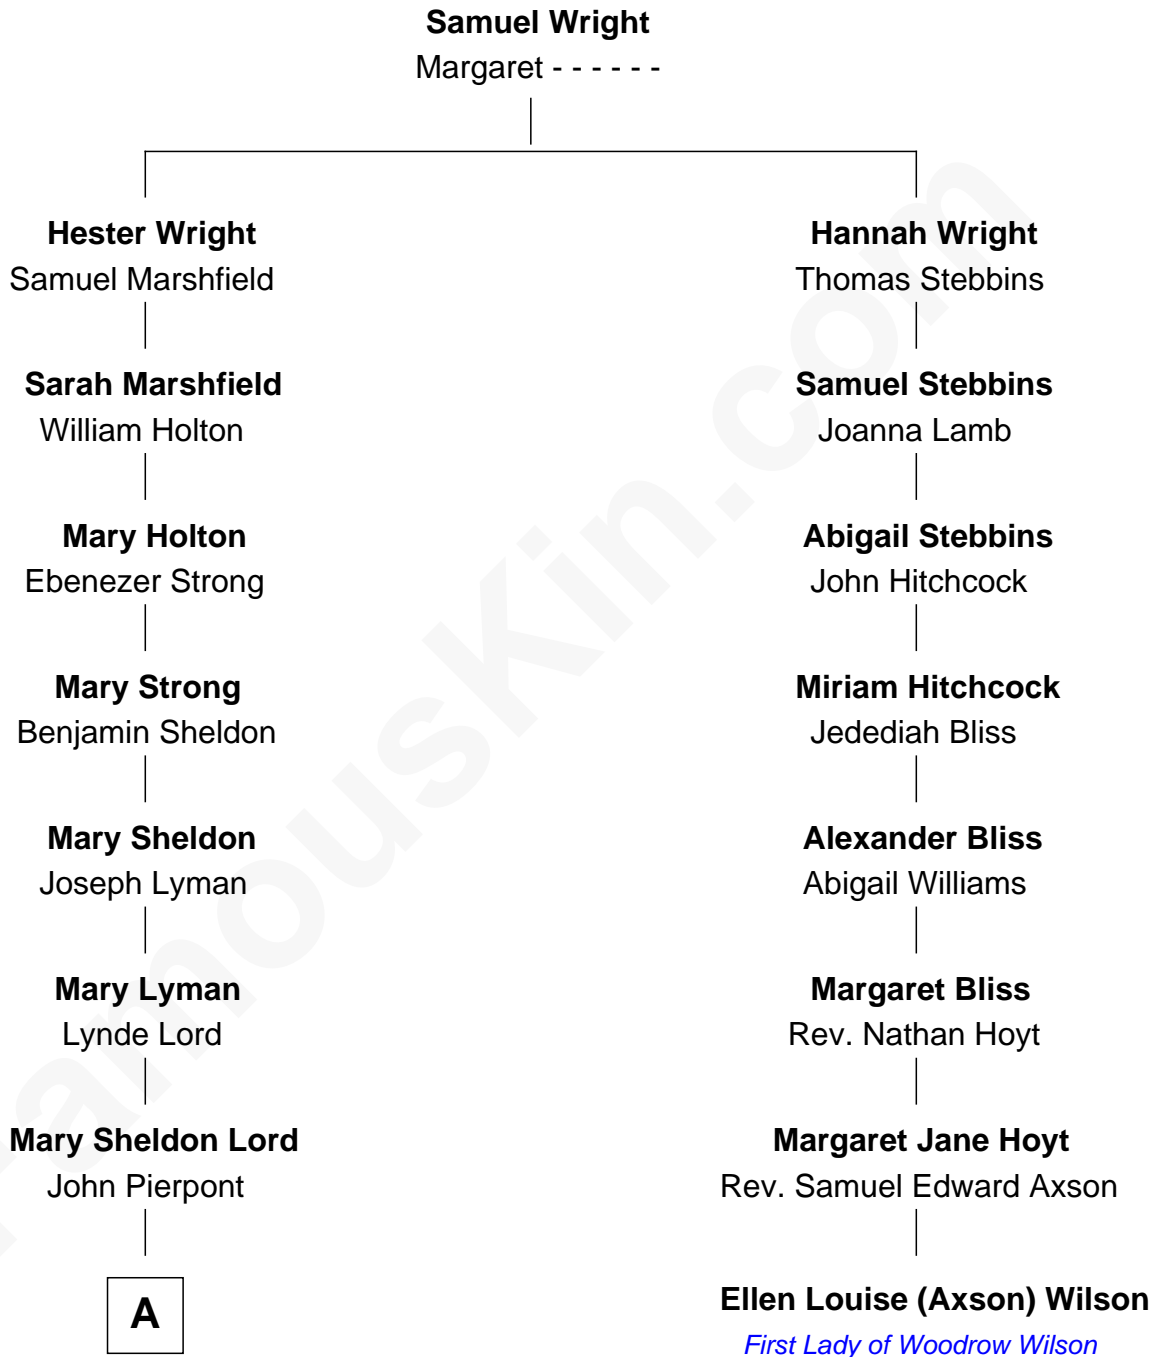 Samuel Wright
Margaret - - - - - -
Hester Wright
Samuel Marshfield
Sarah Marshfield
William Holton
Mary Holton
Ebenezer Strong
Mary Strong
Benjamin Sheldon
Mary Sheldon
Joseph Lyman
Mary Lyman
Lynde Lord
Mary Sheldon Lord
John Pierpont
A
Hannah Wright
Thomas Stebbins
Samuel Stebbins
Joanna Lamb
Abigail Stebbins
John Hitchcock
Miriam Hitchcock
Jedediah Bliss
Alexander Bliss
Abigail Williams
Margaret Bliss
Rev. Nathan Hoyt
Margaret Jane Hoyt
Rev. Samuel Edward Axson
Ellen Louise (Axson) Wilson
First Lady of Woodrow Wilson
FamousKin.com